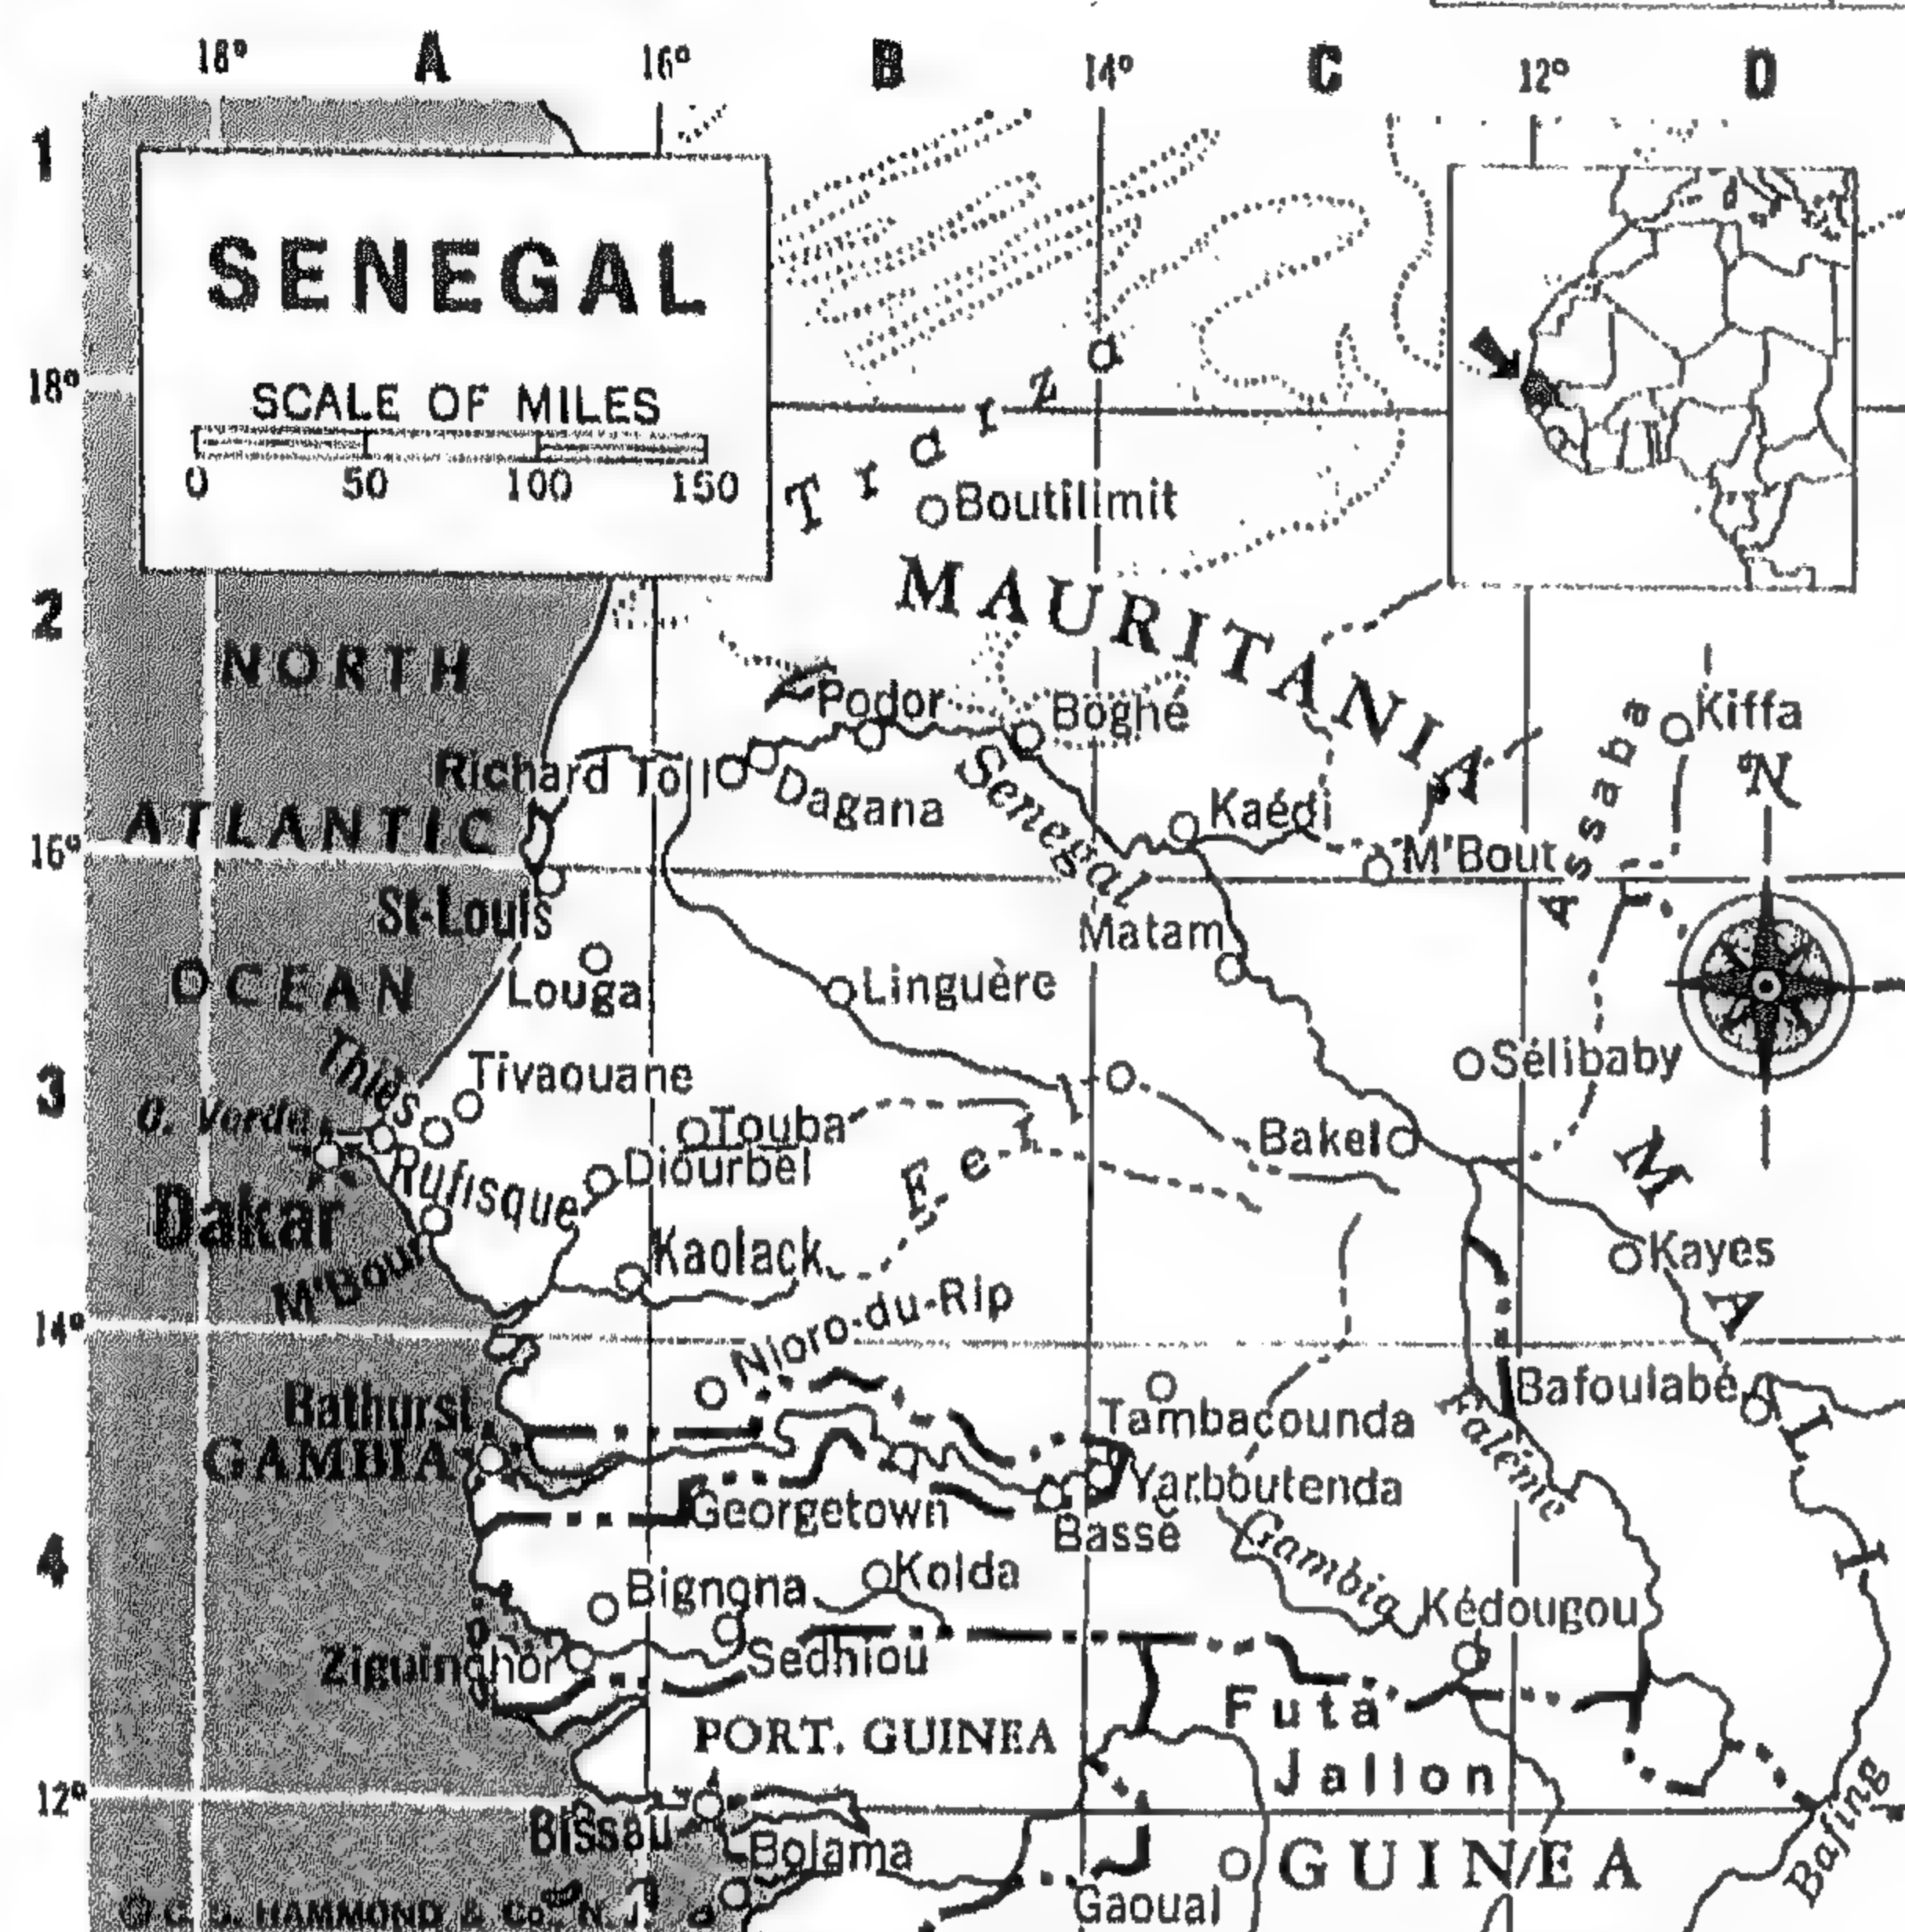 18° A 16° B 14° C 12° D
1
SENEGAL
SCALE OF MILES
0 50 100 150
18°
Trarza
Boutilimit
MAURITANIA
2
NORTH
ATLANTIC
OCEAN
Podor
Boghé
Kiffa
Assaba
N
Richard Toll
Dagana
Senegal
Kaédi
M'Bout
16°
St-Louis
Matam
Louga
Linguère
Sélibaby
3
Thiès
Tivaouane
C. Verde
Touba
Bakel
Rufisque
Diourbel
Ferl
MALI
Dakar
M'Bour
Kaolack
Kayes
14°
Nioro-du-Rip
Bathurst
GAMBIA
Tambacounda
Bafoulabé
Falémé
Georgetown
Yarboutenda
Bassé
4
Gambia
Bignona
Kolda
Kédougou
Ziguinchor
Sedhiou
PORT. GUINEA
Futa
Jallon
12°
Bissau
Bolama
Bafing
GUINEA
Gaoual
HAMMOND & Co., N.J.